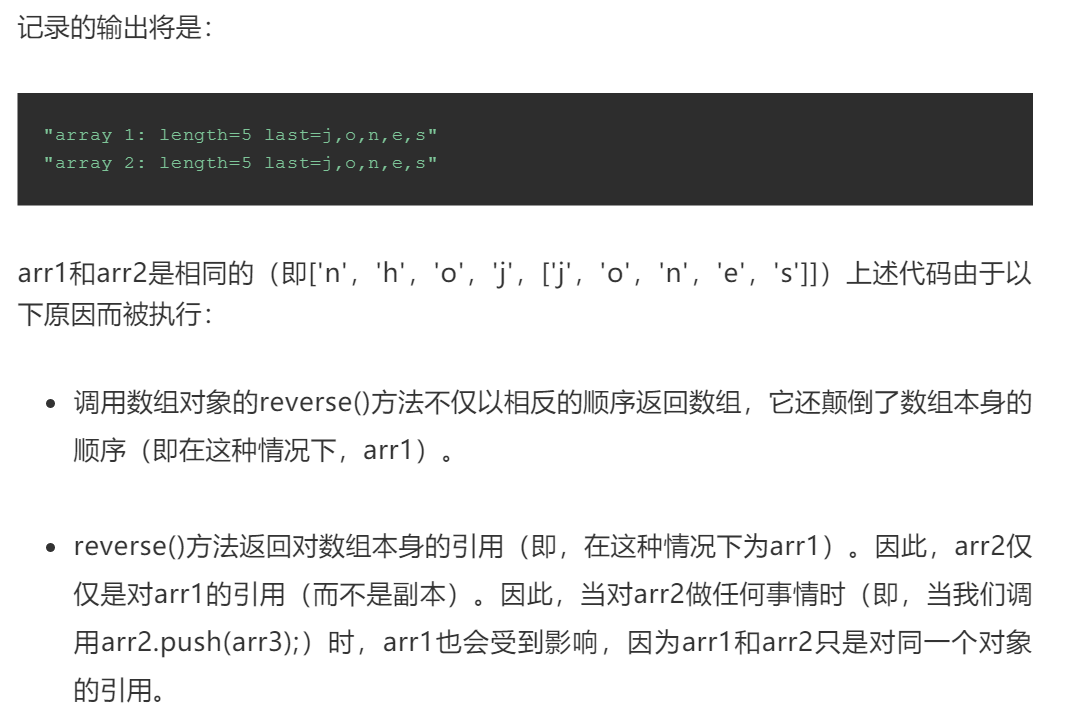 记录的输出将是：
"array 1: length=5 last=j,o,n,e,s"
"array 2: length=5 last=j,o,n,e,s"
arr1和arr2是相同的（即['n'，'h'，'o'，'j'，['j'，'o'，'n'，'e'，'s']]）上述代码由于以
下原因而被执行：
• 调用数组对象的reverse()方法不仅以相反的顺序返回数组，它还颠倒了数组本身的
顺序（即在这种情况下，arr1）。
• reverse()方法返回对数组本身的引用（即，在这种情况下为arr1）。因此，arr2仅
仅是对arr1的引用（而不是副本）。因此，当对arr2做任何事情时（即，当我们调
用arr2.push(arr3);）时，arr1也会受到影响，因为arr1和arr2只是对同一个对象
的引用。